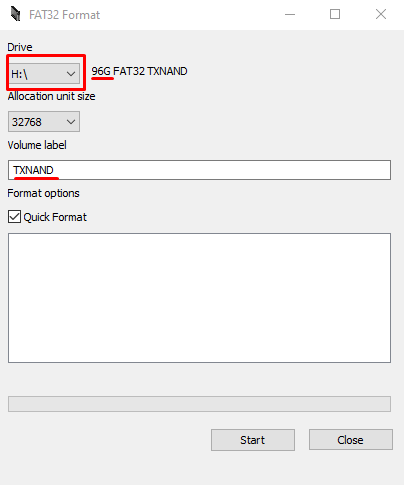 FAT32 Format
Drive
H:\ 96G FAT32 TXNAND
Allocation unit size
32768
Volume label
TXNAND
Format options
Quick Format
Start Close